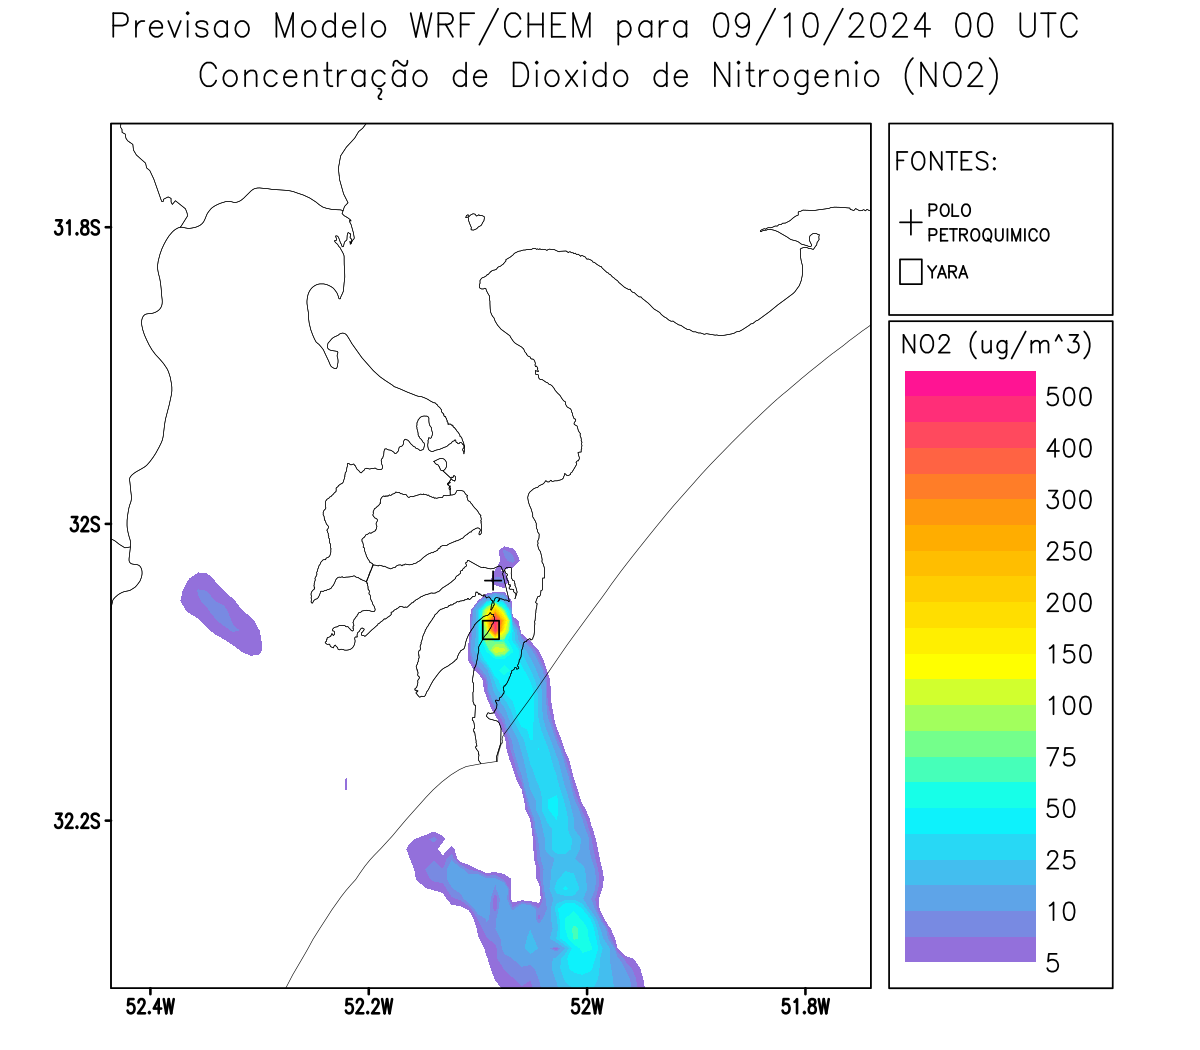 Previsao Modelo WRF/CHEM para 09/10/2024 00 UTC
Concentração de Dioxido de Nitrogenio (NO2)
FONTES:
POLO
PETROQUIMICO
YARA
31.8S
32S
32.2S
52.4W
52.2W
52W
51.8W
NO2 (ug/m^3)
500
400
300
250
200
150
100
75
50
25
10
5